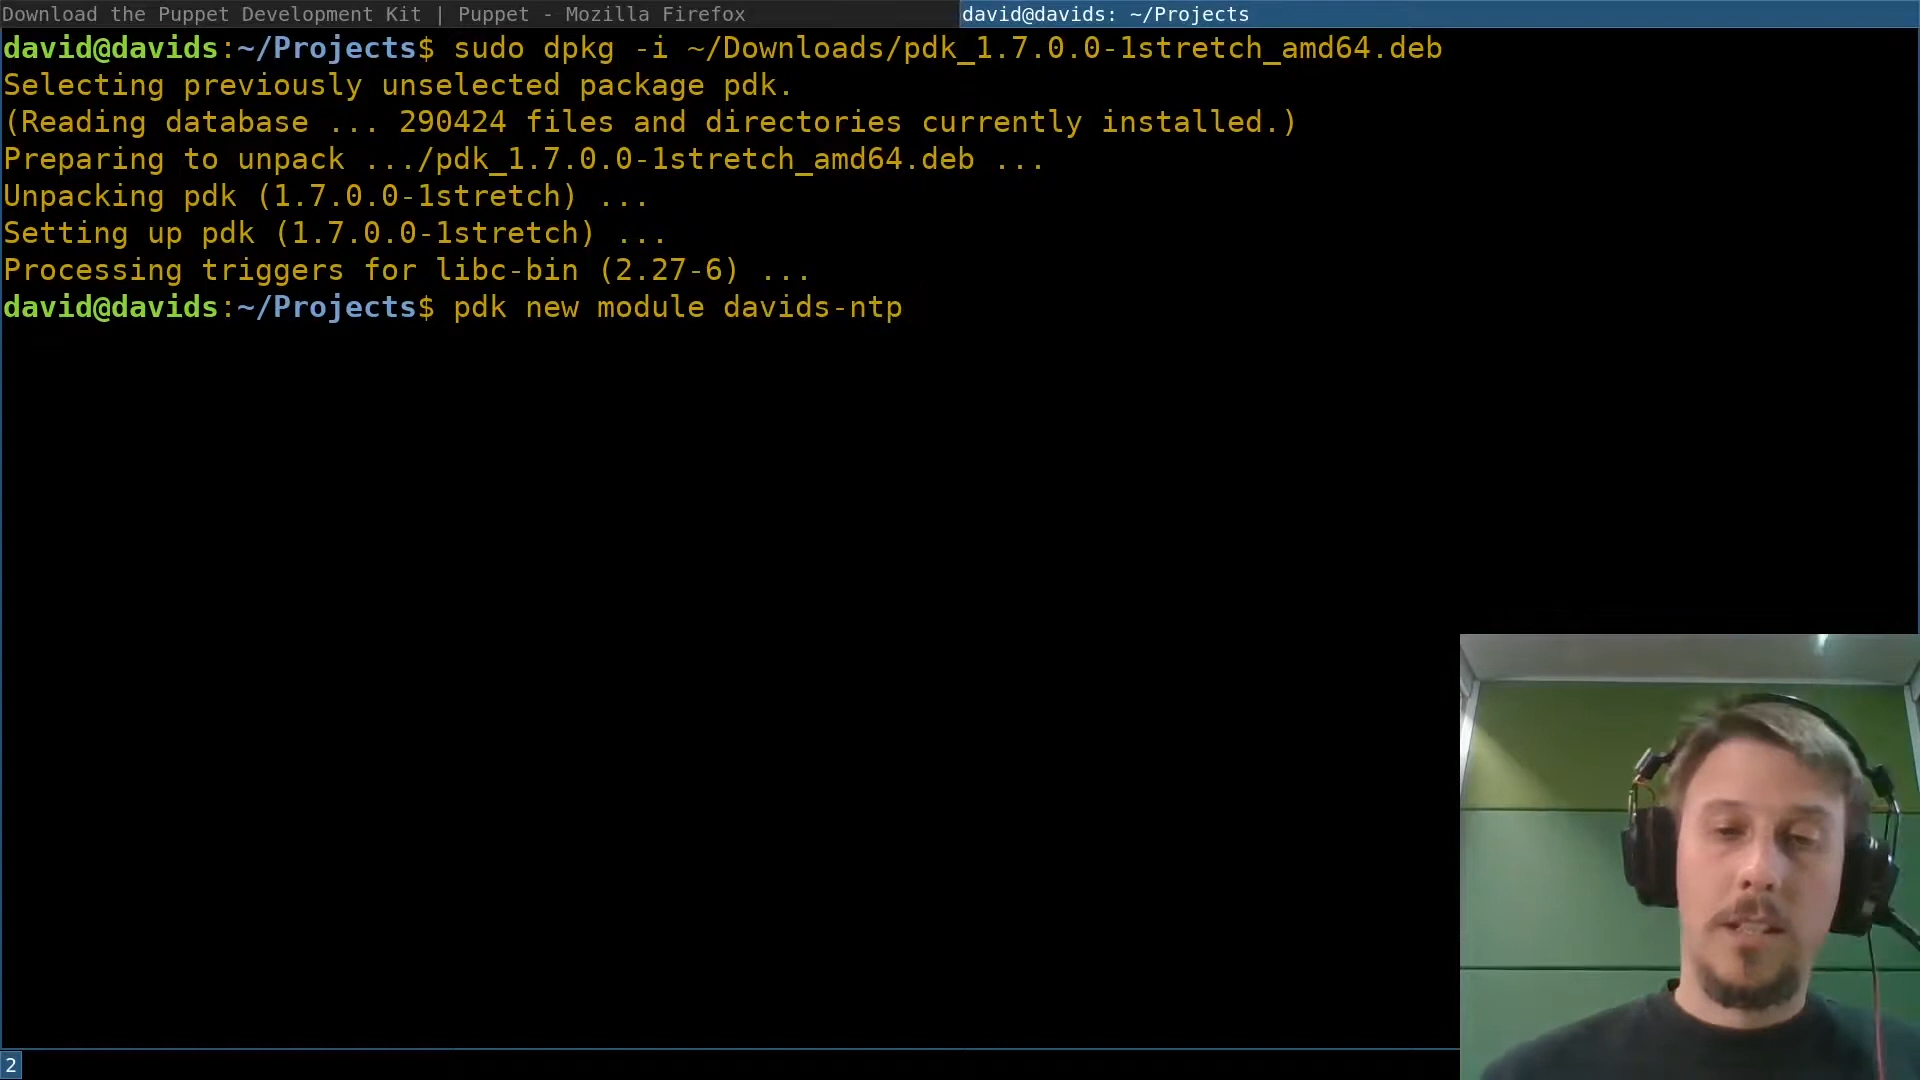 Download the Puppet Development Kit | Puppet - Mozilla Firefox
david@davids: ~/Projects
david@davids:~/Projects$ sudo dpkg -i ~/Downloads/pdk_1.7.0.0-1stretch_amd64.deb
Selecting previously unselected package pdk.
(Reading database ... 290424 files and directories currently installed.)
Preparing to unpack .../pdk_1.7.0.0-1stretch_amd64.deb ...
Unpacking pdk (1.7.0.0-1stretch) ...
Setting up pdk (1.7.0.0-1stretch) ...
Processing triggers for libc-bin (2.27-6) ...
david@davids:~/Projects$ pdk new module davids-ntp
2